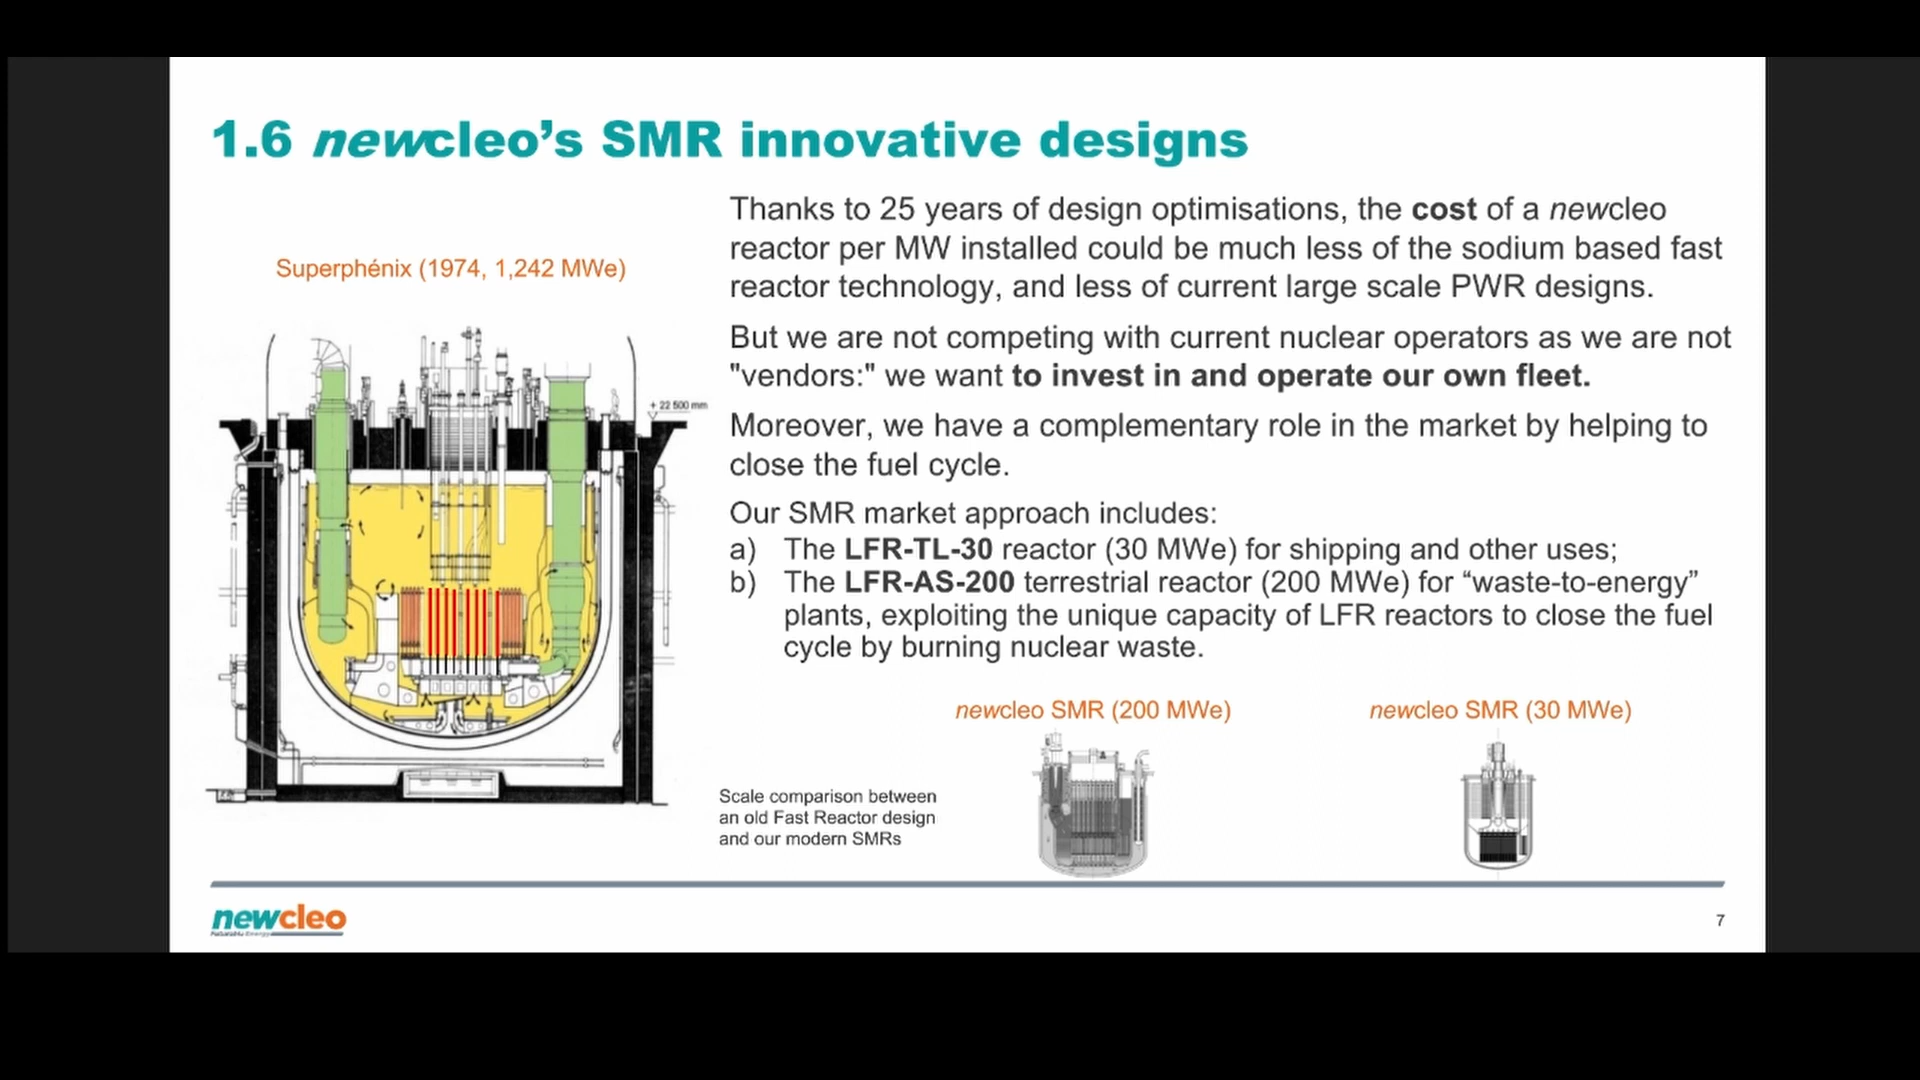 1.6 newcleo’s SMR innovative designs
Superphénix (1974, 1,242 MWe)
+ 22 500 mm
Thanks to 25 years of design optimisations, the cost of a newcleo
reactor per MW installed could be much less of the sodium based fast
reactor technology, and less of current large scale PWR designs.
But we are not competing with current nuclear operators as we are not
"vendors:" we want to invest in and operate our own fleet.
Moreover, we have a complementary role in the market by helping to
close the fuel cycle.
Our SMR market approach includes:
a) The LFR-TL-30 reactor (30 MWe) for shipping and other uses;
b) The LFR-AS-200 terrestrial reactor (200 MWe) for “waste-to-energy”
plants, exploiting the unique capacity of LFR reactors to close the fuel
cycle by burning nuclear waste.
newcleo SMR (200 MWe)
newcleo SMR (30 MWe)
Scale comparison between
an old Fast Reactor design
and our modern SMRs
newcleo
Futurable Energy
7